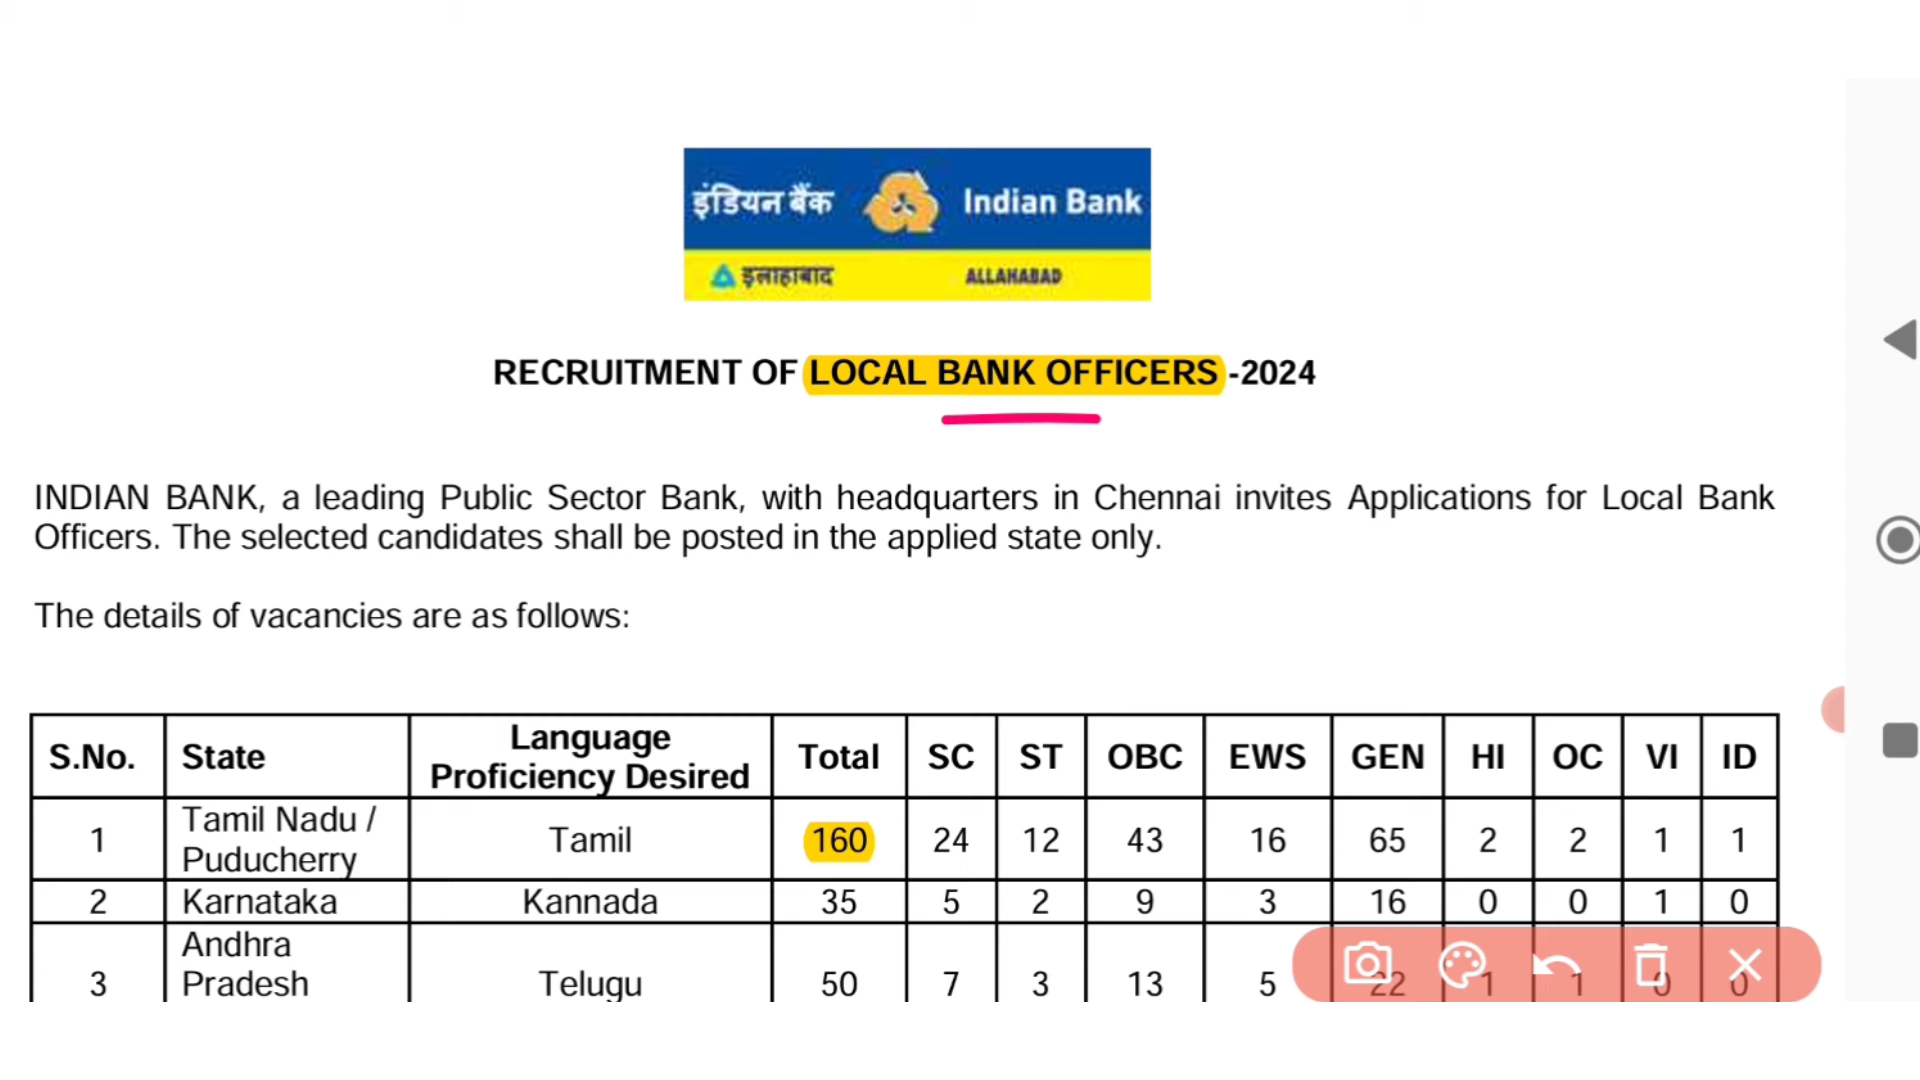 इंडियन बैंक Indian Bank
इलाहाबाद ALLAHABAD
RECRUITMENT OF LOCAL BANK OFFICERS -2024
INDIAN BANK, a leading Public Sector Bank, with headquarters in Chennai invites Applications for Local Bank
Officers. The selected candidates shall be posted in the applied state only.
The details of vacancies are as follows:
S.No. State Language Proficiency Desired Total SC ST OBC EWS GEN HI OC VI ID
1 Tamil Nadu / Puducherry Tamil 160 24 12 43 16 65 2 2 1 1
2 Karnataka Kannada 35 5 2 9 3 16 0 0 1 0
3 Andhra Pradesh Telugu 50 7 3 13 5 22 1 1 0 0